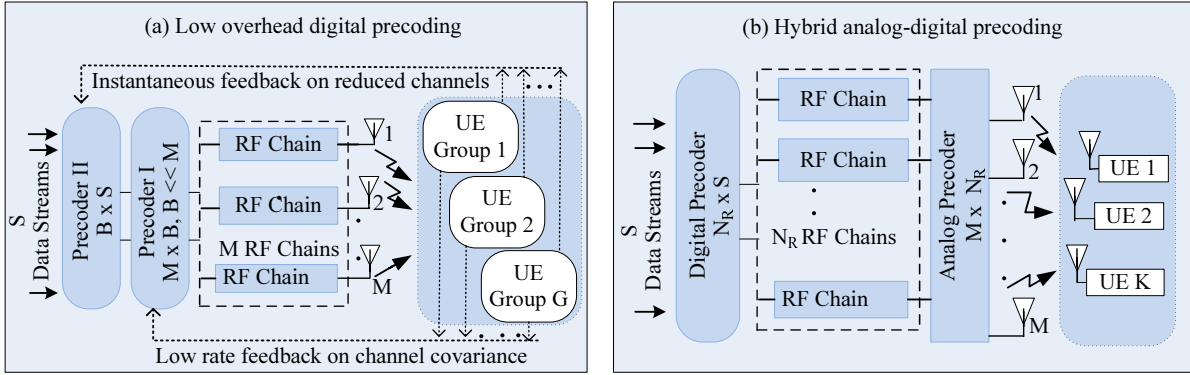 (a) Low overhead digital precoding
Instantaneous feedback on reduced channels
S
Data Streams
Precoder II
B x S
Precoder I
M x B, B << M
RF Chain
RF Chain
M RF Chains
RF Chain
1
2
M
UE
Group 1
UE
Group 2
UE
Group G
Low rate feedback on channel covariance
(b) Hybrid analog-digital precoding
S
Data Streams
Digital Precoder
N_R x S
RF Chain
RF Chain
N_R RF Chains
RF Chain
Analog Precoder
M x N_R
1
2
M
UE 1
UE 2
UE K